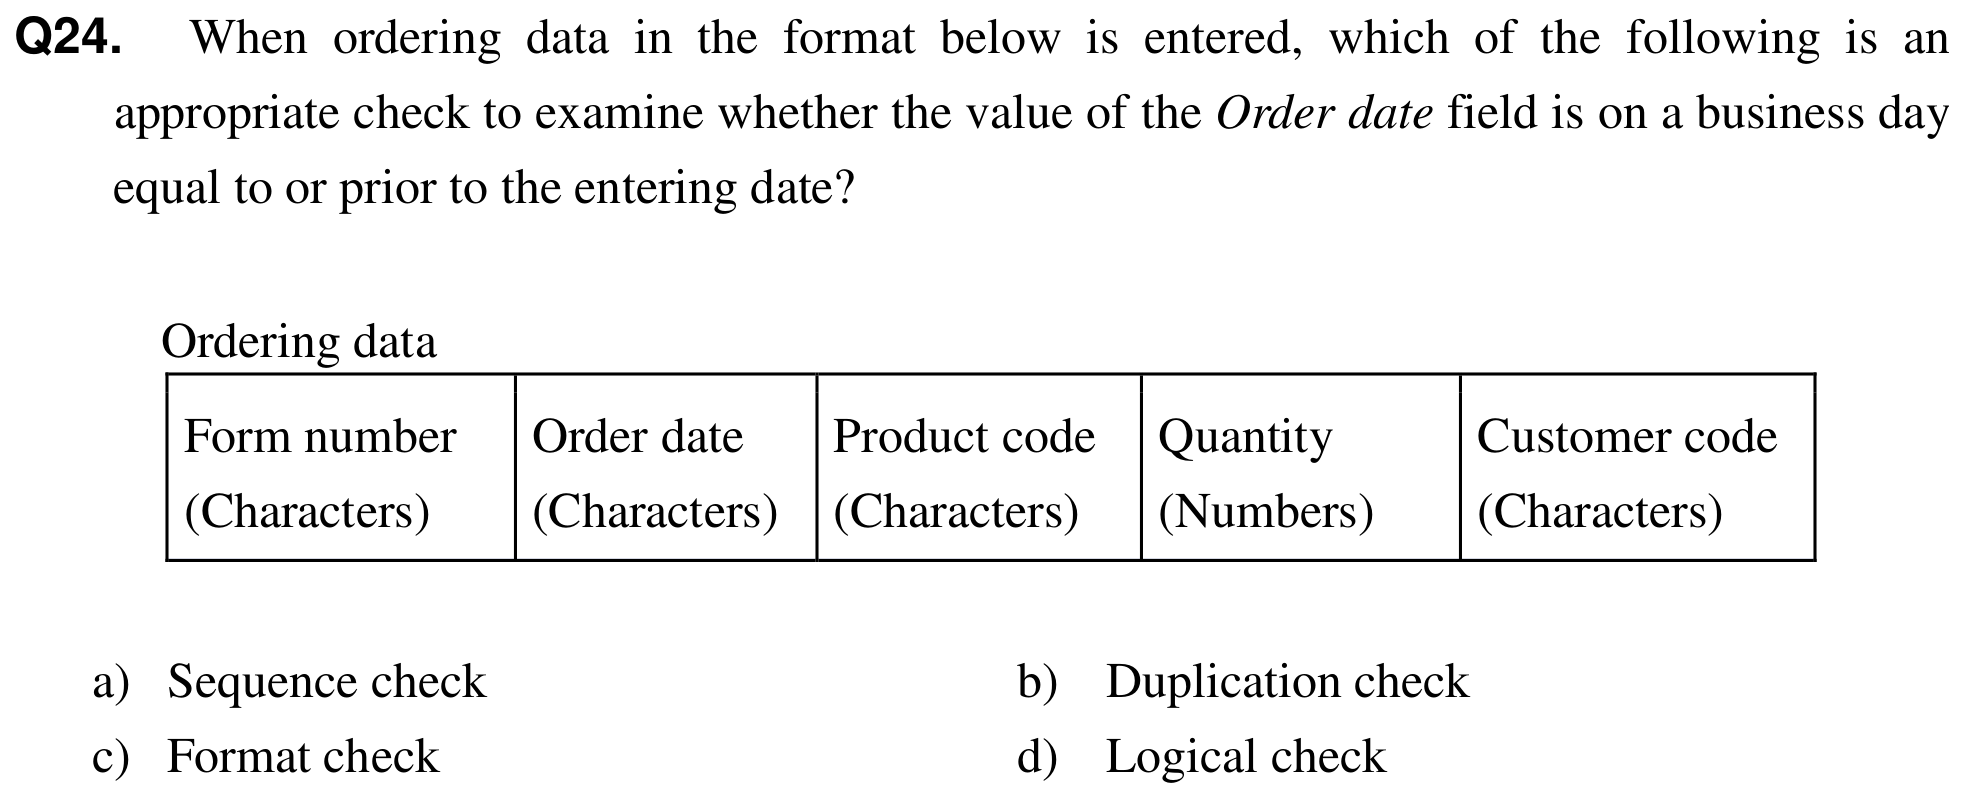 Q24. When ordering data in the format below is entered, which of the following is an
appropriate check to examine whether the value of the Order date field is on a business day
equal to or prior to the entering date?
Ordering data
Form number Order date Product code Quantity Customer code
(Characters) (Characters) (Characters) (Numbers) (Characters)
a) Sequence check b) Duplication check
c) Format check d) Logical check